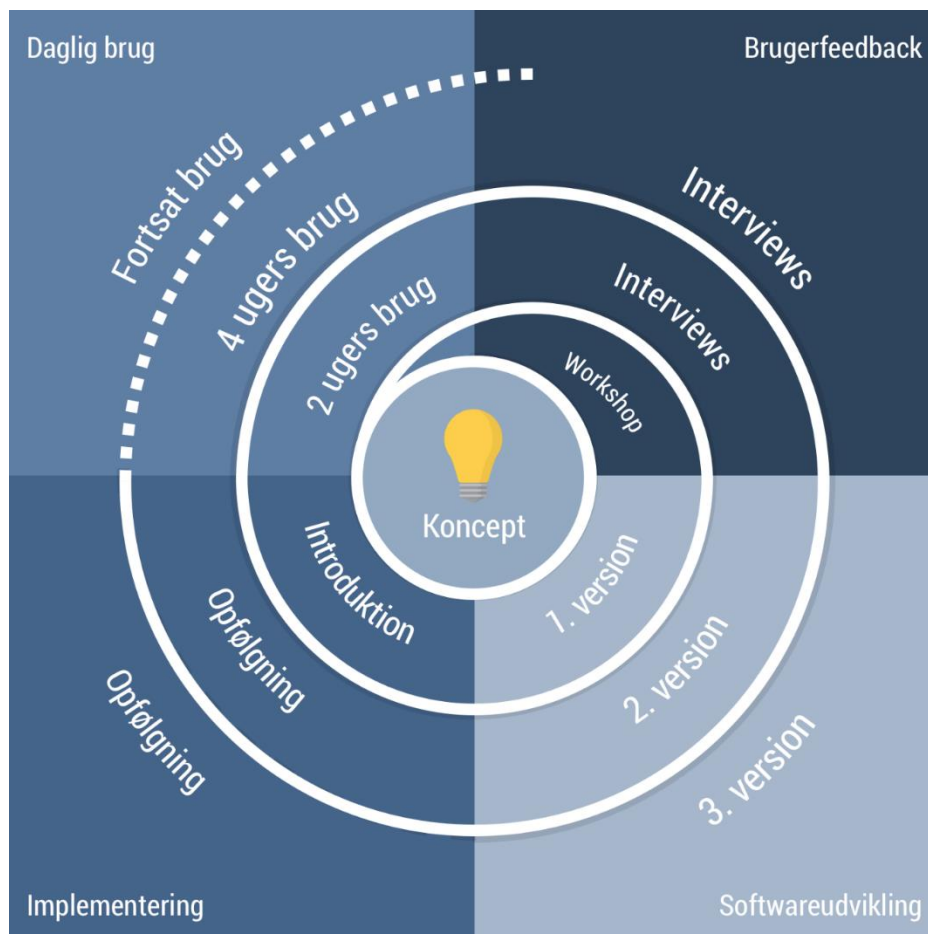 Daglig brug
Brugerfeedback
Fortsat brug
4 ugers brug
2 ugers brug
Interviews
Interviews
Workshop
Koncept
Introduktion
Opfølgning
Opfølgning
1. version
2. version
3. version
Implementering
Softwareudvikling